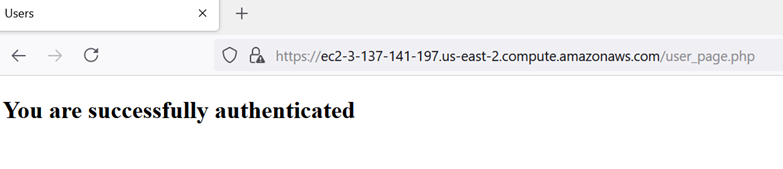 Users
https://ec2-3-137-141-197.us-east-2.compute.amazonaws.com/user_page.php
You are successfully authenticated